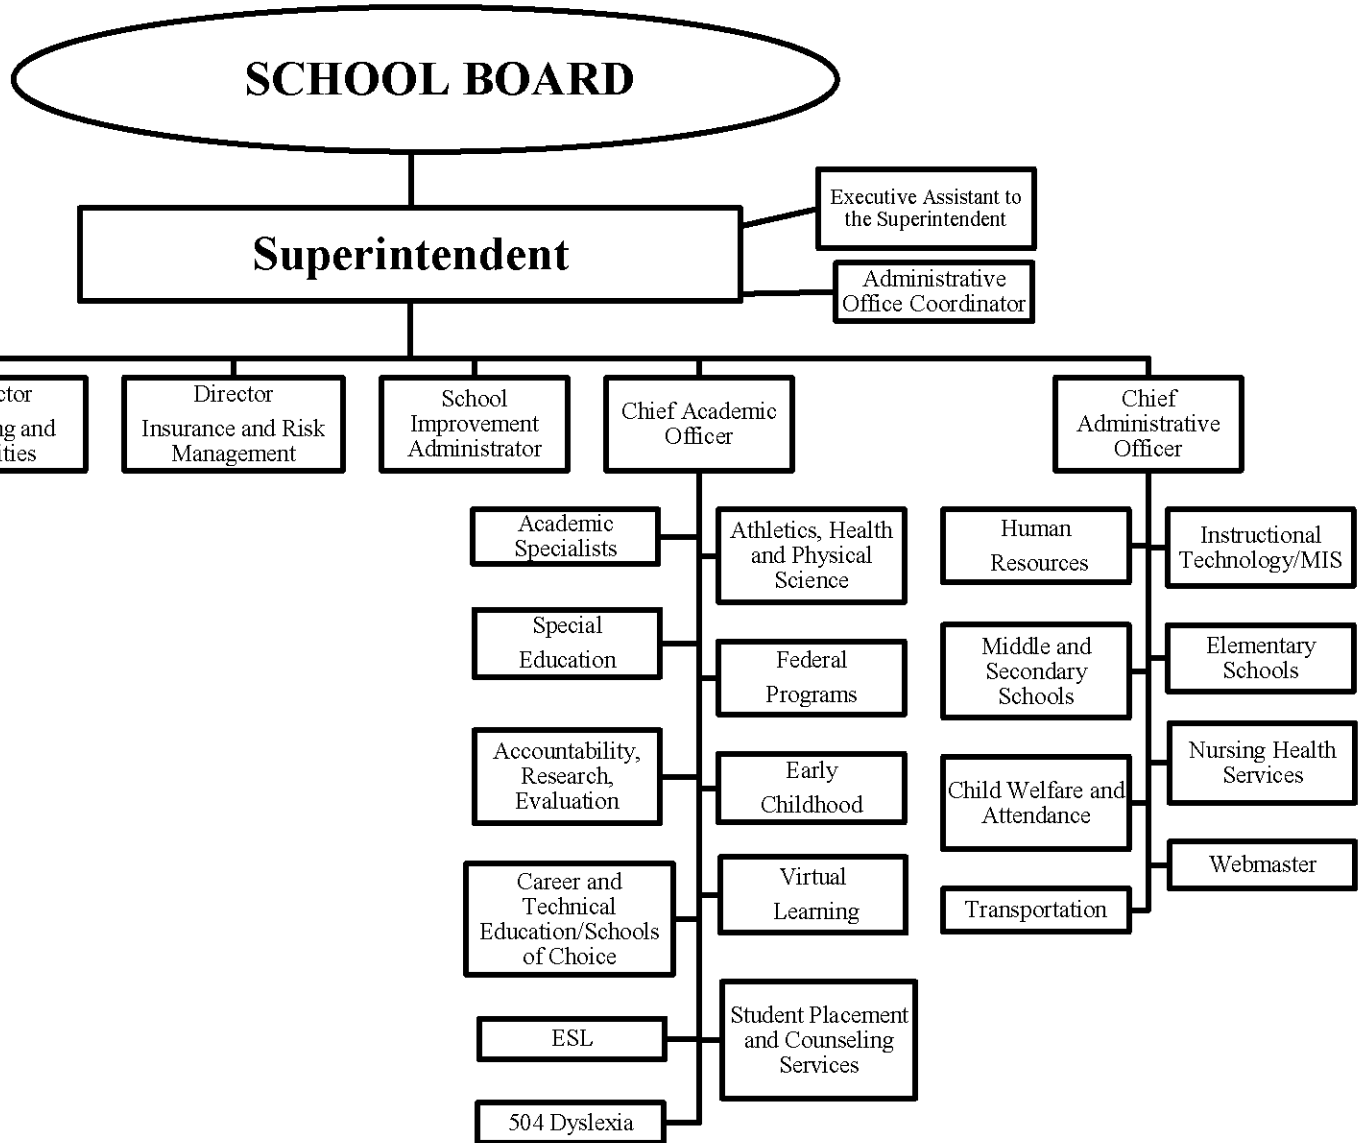 SCHOOL BOARD
Superintendent
Executive Assistant to
the Superintendent
Administrative
Office Coordinator
and
Director
Insurance and Risk
Management
School
Improvement
Administrator
Chief Academic
Officer
Chief
Administrative
Officer
Academic
Specialists
Athletics, Health
and Physical
Science
Special
Education
Federal
Programs
Accountability,
Research,
Evaluation
Early
Childhood
Career and
Technical
Education/Schools
of Choice
Virtual
Learning
ESL
Student Placement
and Counseling
Services
504 Dyslexia
Human
Resources
Instructional
Technology/MIS
Middle and
Secondary
Schools
Elementary
Schools
Child Welfare and
Attendance
Nursing Health
Services
Transportation
Webmaster